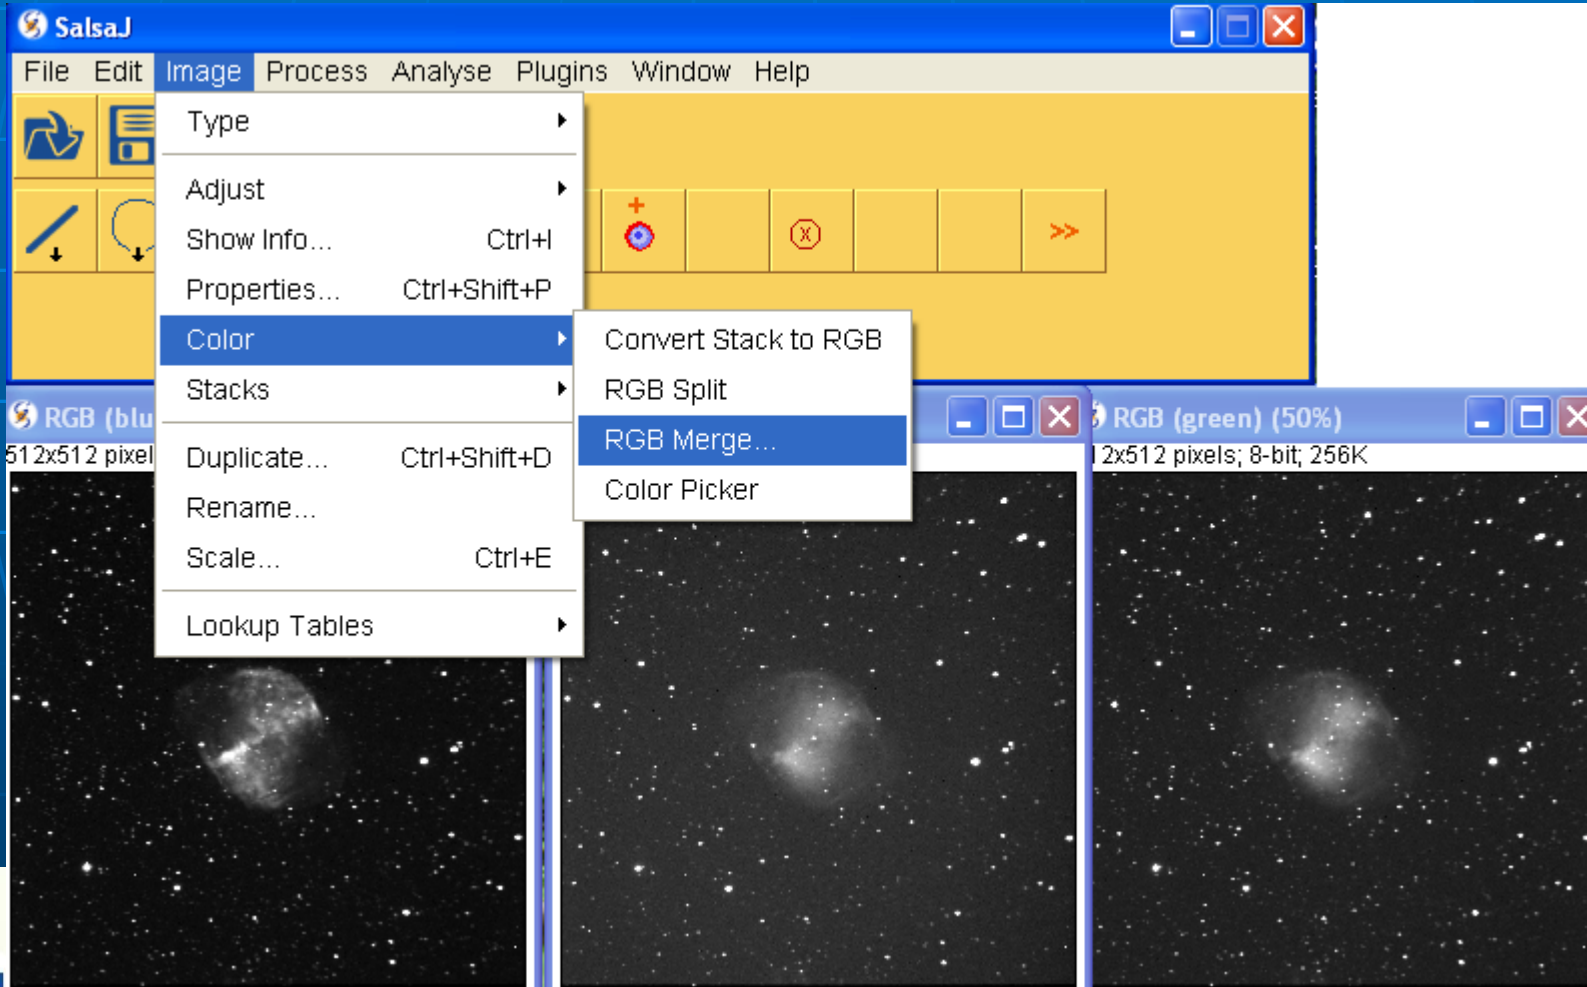 SalsaJ
File Edit Image Process Analyse Plugins Window Help
Type
Adjust
Show Info... Ctrl+I
Properties... Ctrl+Shift+P
Color
Stacks
Duplicate... Ctrl+Shift+D
Rename...
Scale... Ctrl+E
Lookup Tables
Convert Stack to RGB
RGB Split
RGB Merge...
Color Picker
>>
RGB (blu
512x512 pixel
RGB (green) (50%)
2x512 pixels; 8-bit; 256K